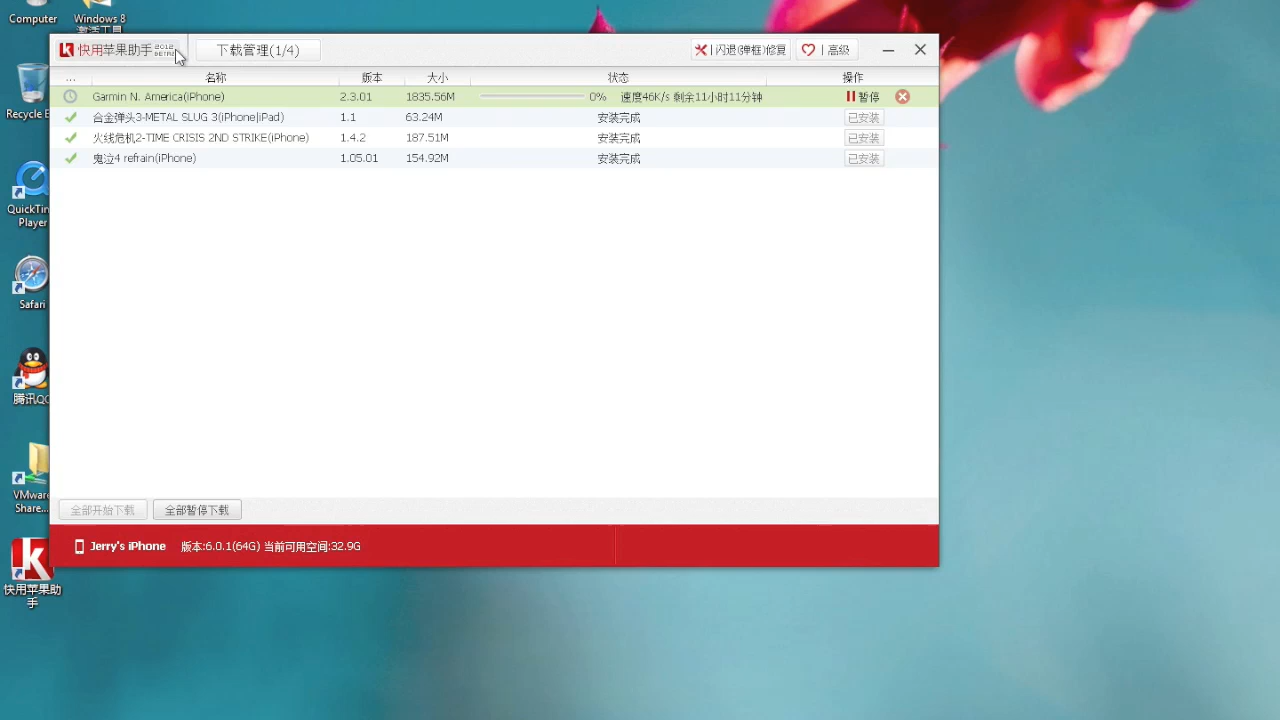 Computer
Windows 8
激活工具
Recycle B
QuickTin
Player
Safari
腾讯QQ
VMware
Share...
快用苹果助
手
快用苹果助手 2012 BETA
下载管理(1/4)
闪退(弹框)修复
高级
... 名称 版本 大小 状态 操作
Garmin N. America(iPhone) 2.3.01 1835.56M 0% 速度46K/s 剩余11小时11分钟 暂停
合金弹头3-METAL SLUG 3(iPhone|iPad) 1.1 63.24M 安装完成 已安装
火线危机2-TIME CRISIS 2ND STRIKE(iPhone) 1.4.2 187.51M 安装完成 已安装
鬼泣4 refrain(iPhone) 1.05.01 154.92M 安装完成 已安装
全部开始下载 全部暂停下载
Jerry's iPhone 版本:6.0.1(64G) 当前可用空间:32.9G